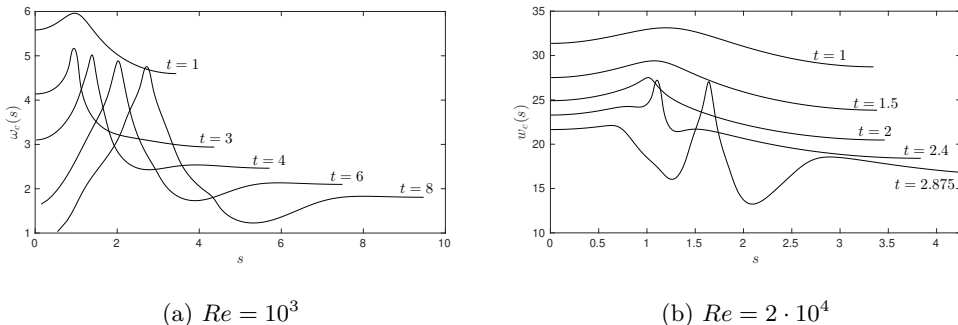 6
5
4
3
2
1
ω_c(s)
0
2
4
6
8
10
s
t = 1
t = 3
t = 4
t = 6
t = 8
(a) Re = 10^3
35
30
25
20
15
10
w_c(s)
0
0.5
1
1.5
2
2.5
3
3.5
4
s
t = 1
t = 1.5
t = 2
t = 2.4
t = 2.875
(b) Re = 2 · 10^4